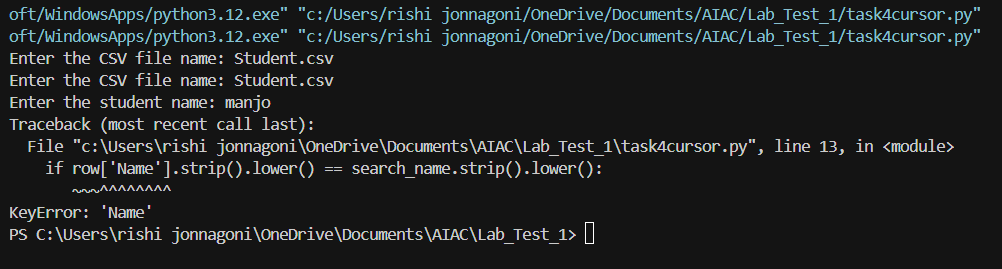 oft/WindowsApps/python3.12.exe" "c:/Users/rishi jonnagoni/OneDrive/Documents/AIAC/Lab_Test_1/task4cursor.py"
oft/WindowsApps/python3.12.exe" "c:/Users/rishi jonnagoni/OneDrive/Documents/AIAC/Lab_Test_1/task4cursor.py"
Enter the CSV file name: Student.csv
Enter the CSV file name: Student.csv
Enter the student name: manjo
Traceback (most recent call last):
  File "c:\Users\rishi jonnagoni\OneDrive\Documents\AIAC\Lab_Test_1\task4cursor.py", line 13, in <module>
    if row['Name'].strip().lower() == search_name.strip().lower():
       ~~~^^^^^^^^
KeyError: 'Name'
PS C:\Users\rishi jonnagoni\OneDrive\Documents\AIAC\Lab_Test_1>